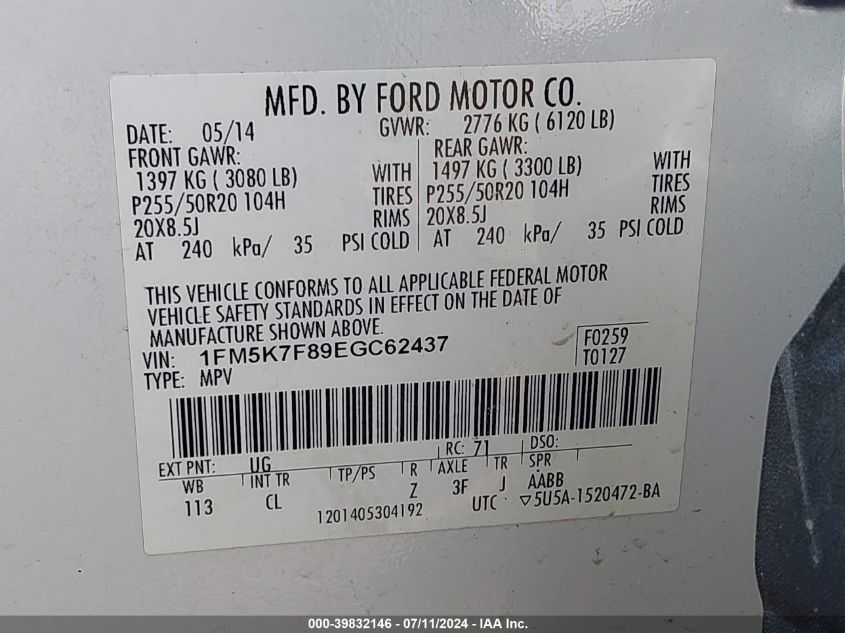 MFD. BY FORD MOTOR CO.
DATE: 05/14 GVWR: 2776 KG ( 6120 LB)
FRONT GAWR: REAR GAWR:
1397 KG ( 3080 LB) WITH 1497 KG ( 3300 LB) WITH
P255/50R20 104H TIRES P255/50R20 104H TIRES
20X8.5J RIMS 20X8.5J RIMS
AT 240 kPa/ 35 PSI COLD AT 240 kPa/ 35 PSI COLD
THIS VEHICLE CONFORMS TO ALL APPLICABLE FEDERAL MOTOR
VEHICLE SAFETY STANDARDS IN EFFECT ON THE DATE OF
MANUFACTURE SHOWN ABOVE.
VIN: 1FM5K7F89EGC62437 F0259
TYPE: MPV T0127
EXT PNT: UG RC: 71 DSO:
WB INT TR TP/PS R AXLE TR SPR
113 CL Z 3F J AABB
1201405304192 UTC ▽5U5A-1520472-BA
000-39832146 - 07/11/2024 - IAA Inc.